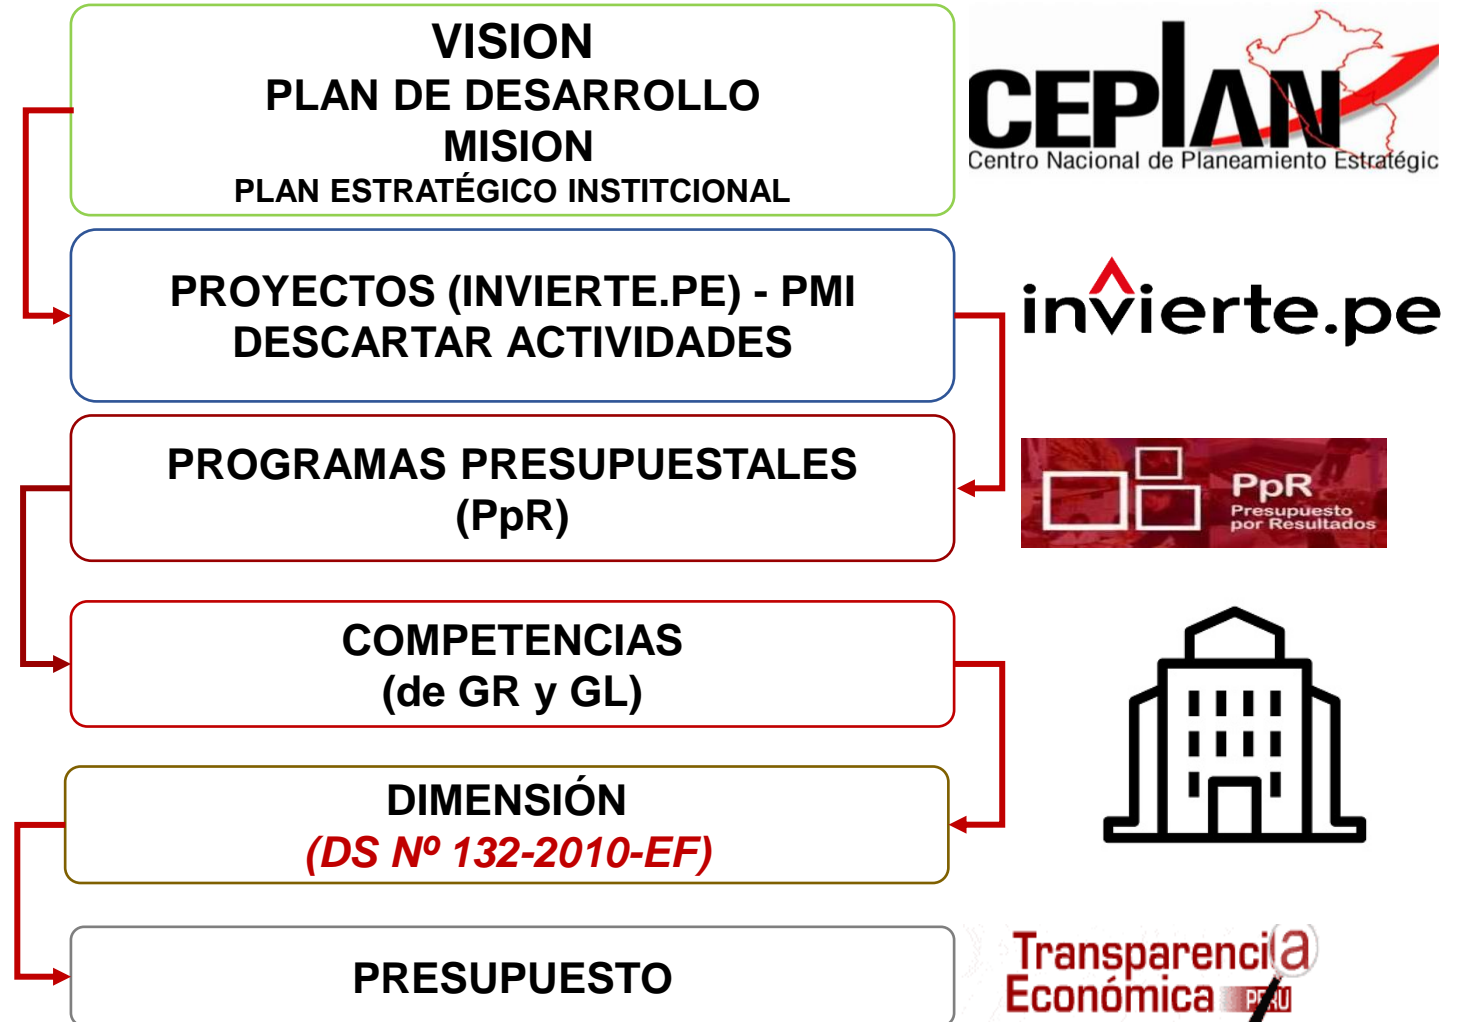 VISION
PLAN DE DESARROLLO
MISION
PLAN ESTRATÉGICO INSTITCIONAL
CEPLAN
Centro Nacional de Planeamiento Estratégic
PROYECTOS (INVIERTE.PE) - PMI
DESCARTAR ACTIVIDADES
invierte.pe
PROGRAMAS PRESUPUESTALES
(PpR)
PpR
Presupuesto
por Resultados
COMPETENCIAS
(de GR y GL)
DIMENSIÓN
(DS Nº 132-2010-EF)
PRESUPUESTO
Transparencia
Económica PERU